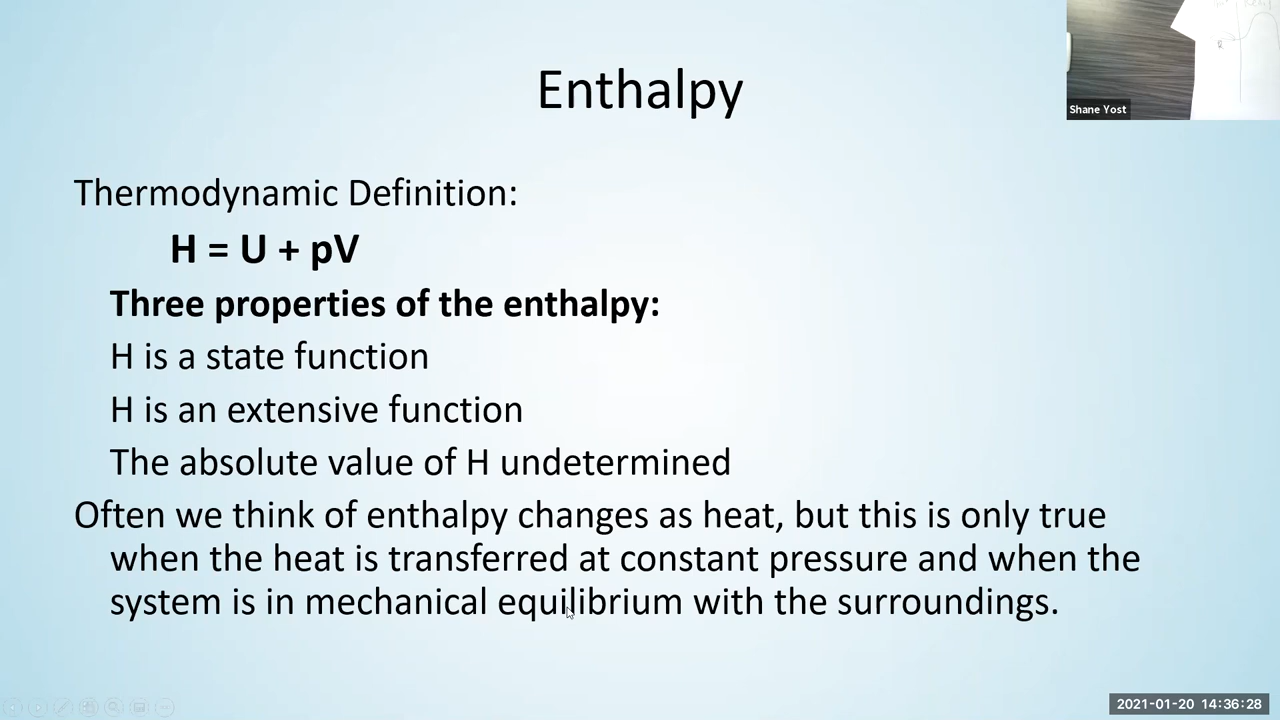 Enthalpy
Shane Yost
Thermodynamic Definition:
H = U + pV
Three properties of the enthalpy:
H is a state function
H is an extensive function
The absolute value of H undetermined
Often we think of enthalpy changes as heat, but this is only true
when the heat is transferred at constant pressure and when the
system is in mechanical equilibrium with the surroundings.
2021-01-20 14:36:28